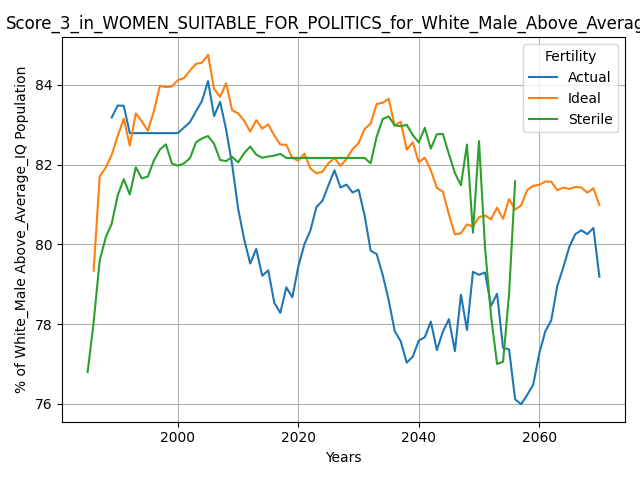 Score_3_in_WOMEN_SUITABLE_FOR_POLITICS_for_White_Male_Above_Averag
Fertility
Actual
Ideal
Sterile
84
82
80
78
76
% of White_Male Above_Average_IQ Population
2000
2020
2040
2060
Years